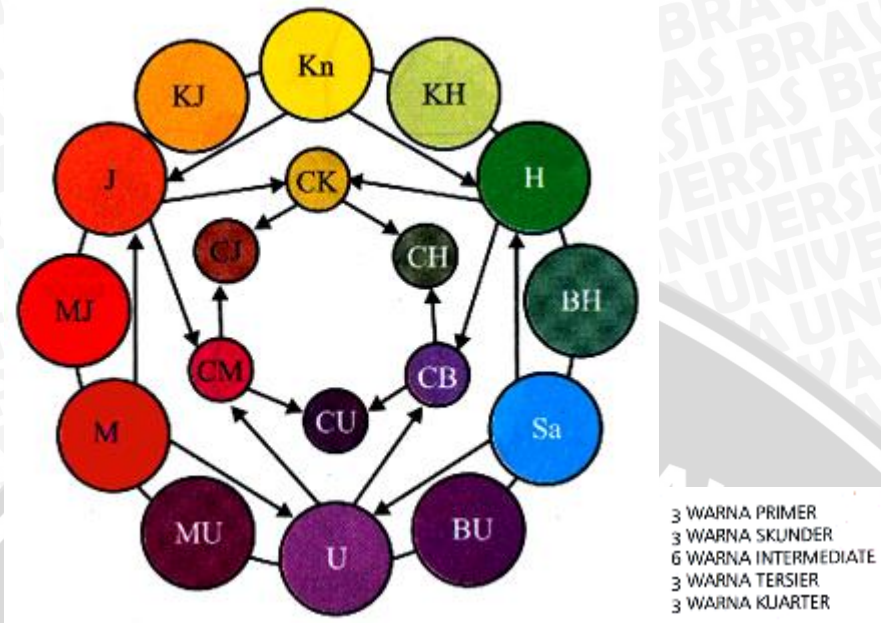 Kn
KJ
KH
J
H
CK
CJ
CH
MJ
BH
CM
CB
CU
M
Sa
MU
U
BU
3 WARNA PRIMER
3 WARNA SKUNDER
6 WARNA INTERMEDIATE
3 WARNA TERSIER
3 WARNA KUARTER